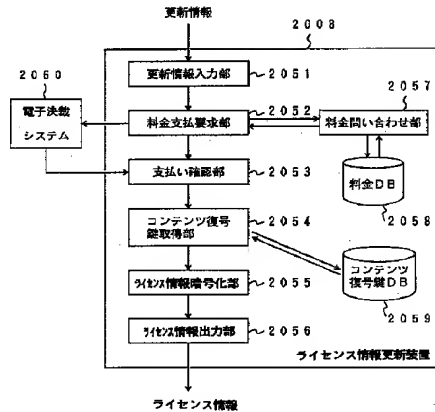 更新情報
2008
2060
更新情報入力部
2051
2057
2052
電子決裁
システム
料金支払要求部
料金問い合わせ部
支払い確認部
2053
料金DB
2058
コンテンツ復号
鍵取得部
2054
コンテンツ
復号鍵DB
ライセンス情報暗号化部
2055
2059
ライセンス情報出力部
2056
ライセンス情報更新装置
ライセンス情報